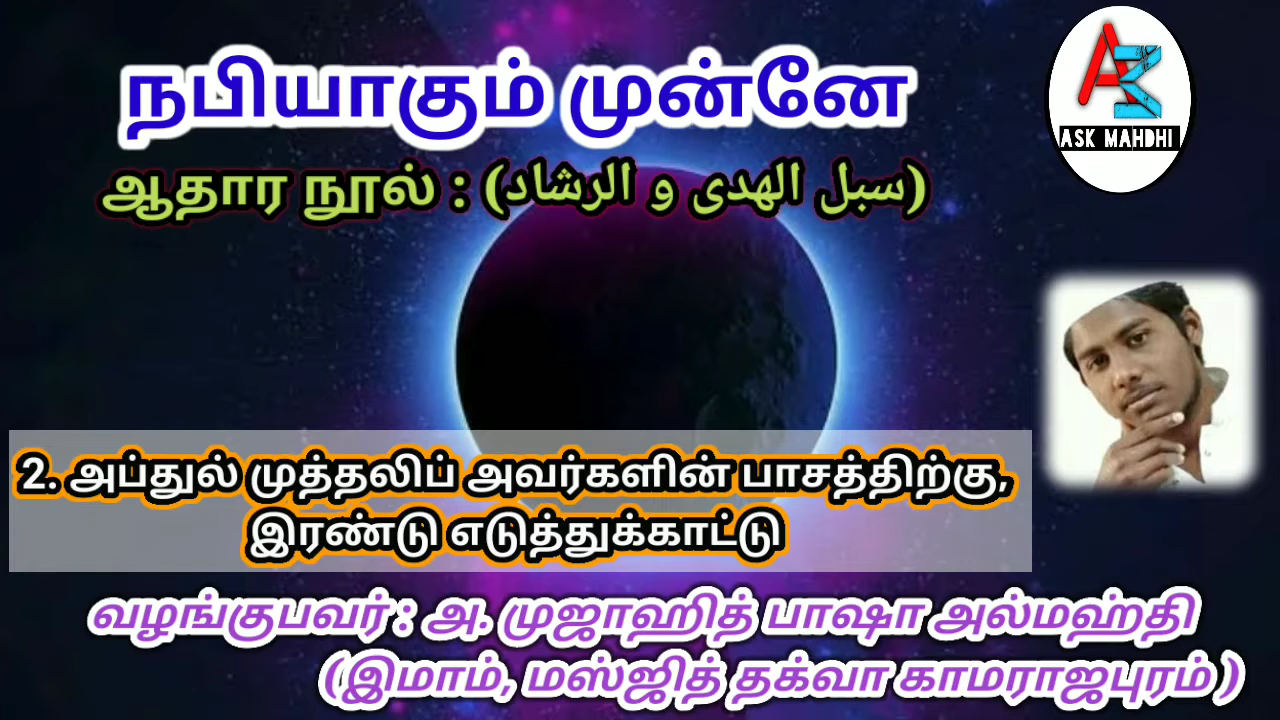 நபியாகும் முன்னே
ஆதார நூல் : (سبل الهدى و الرشاد)
ASK MAHDHI
2. அப்துல் முத்தலிப் அவர்களின் பாசத்திற்கு,
இரண்டு எடுத்துக்காட்டு
வழங்குபவர் : அ. முஜாஹித் பாஷா அல்மஹ்தி
(இமாம், மஸ்ஜித் தக்வா காமராஜபுரம் )